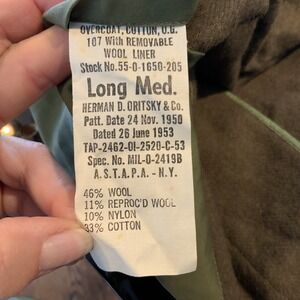 OVERCOAT, COTTON, O.G.
107 With REMOVABLE
WOOL LINER
Stock No. 55-0-1650-205
Long Med.
HERMAN D. ORITSKY & Co.
Patt. Date 24 Nov. 1950
Dated 26 June 1953
TAP-2462-OI-2520-C-53
Spec. No. MIL-O-2419B
A.S.T.A.P.A. - N.Y.
46% WOOL
11% REPROC'D WOOL
10% NYLON
33% COTTON